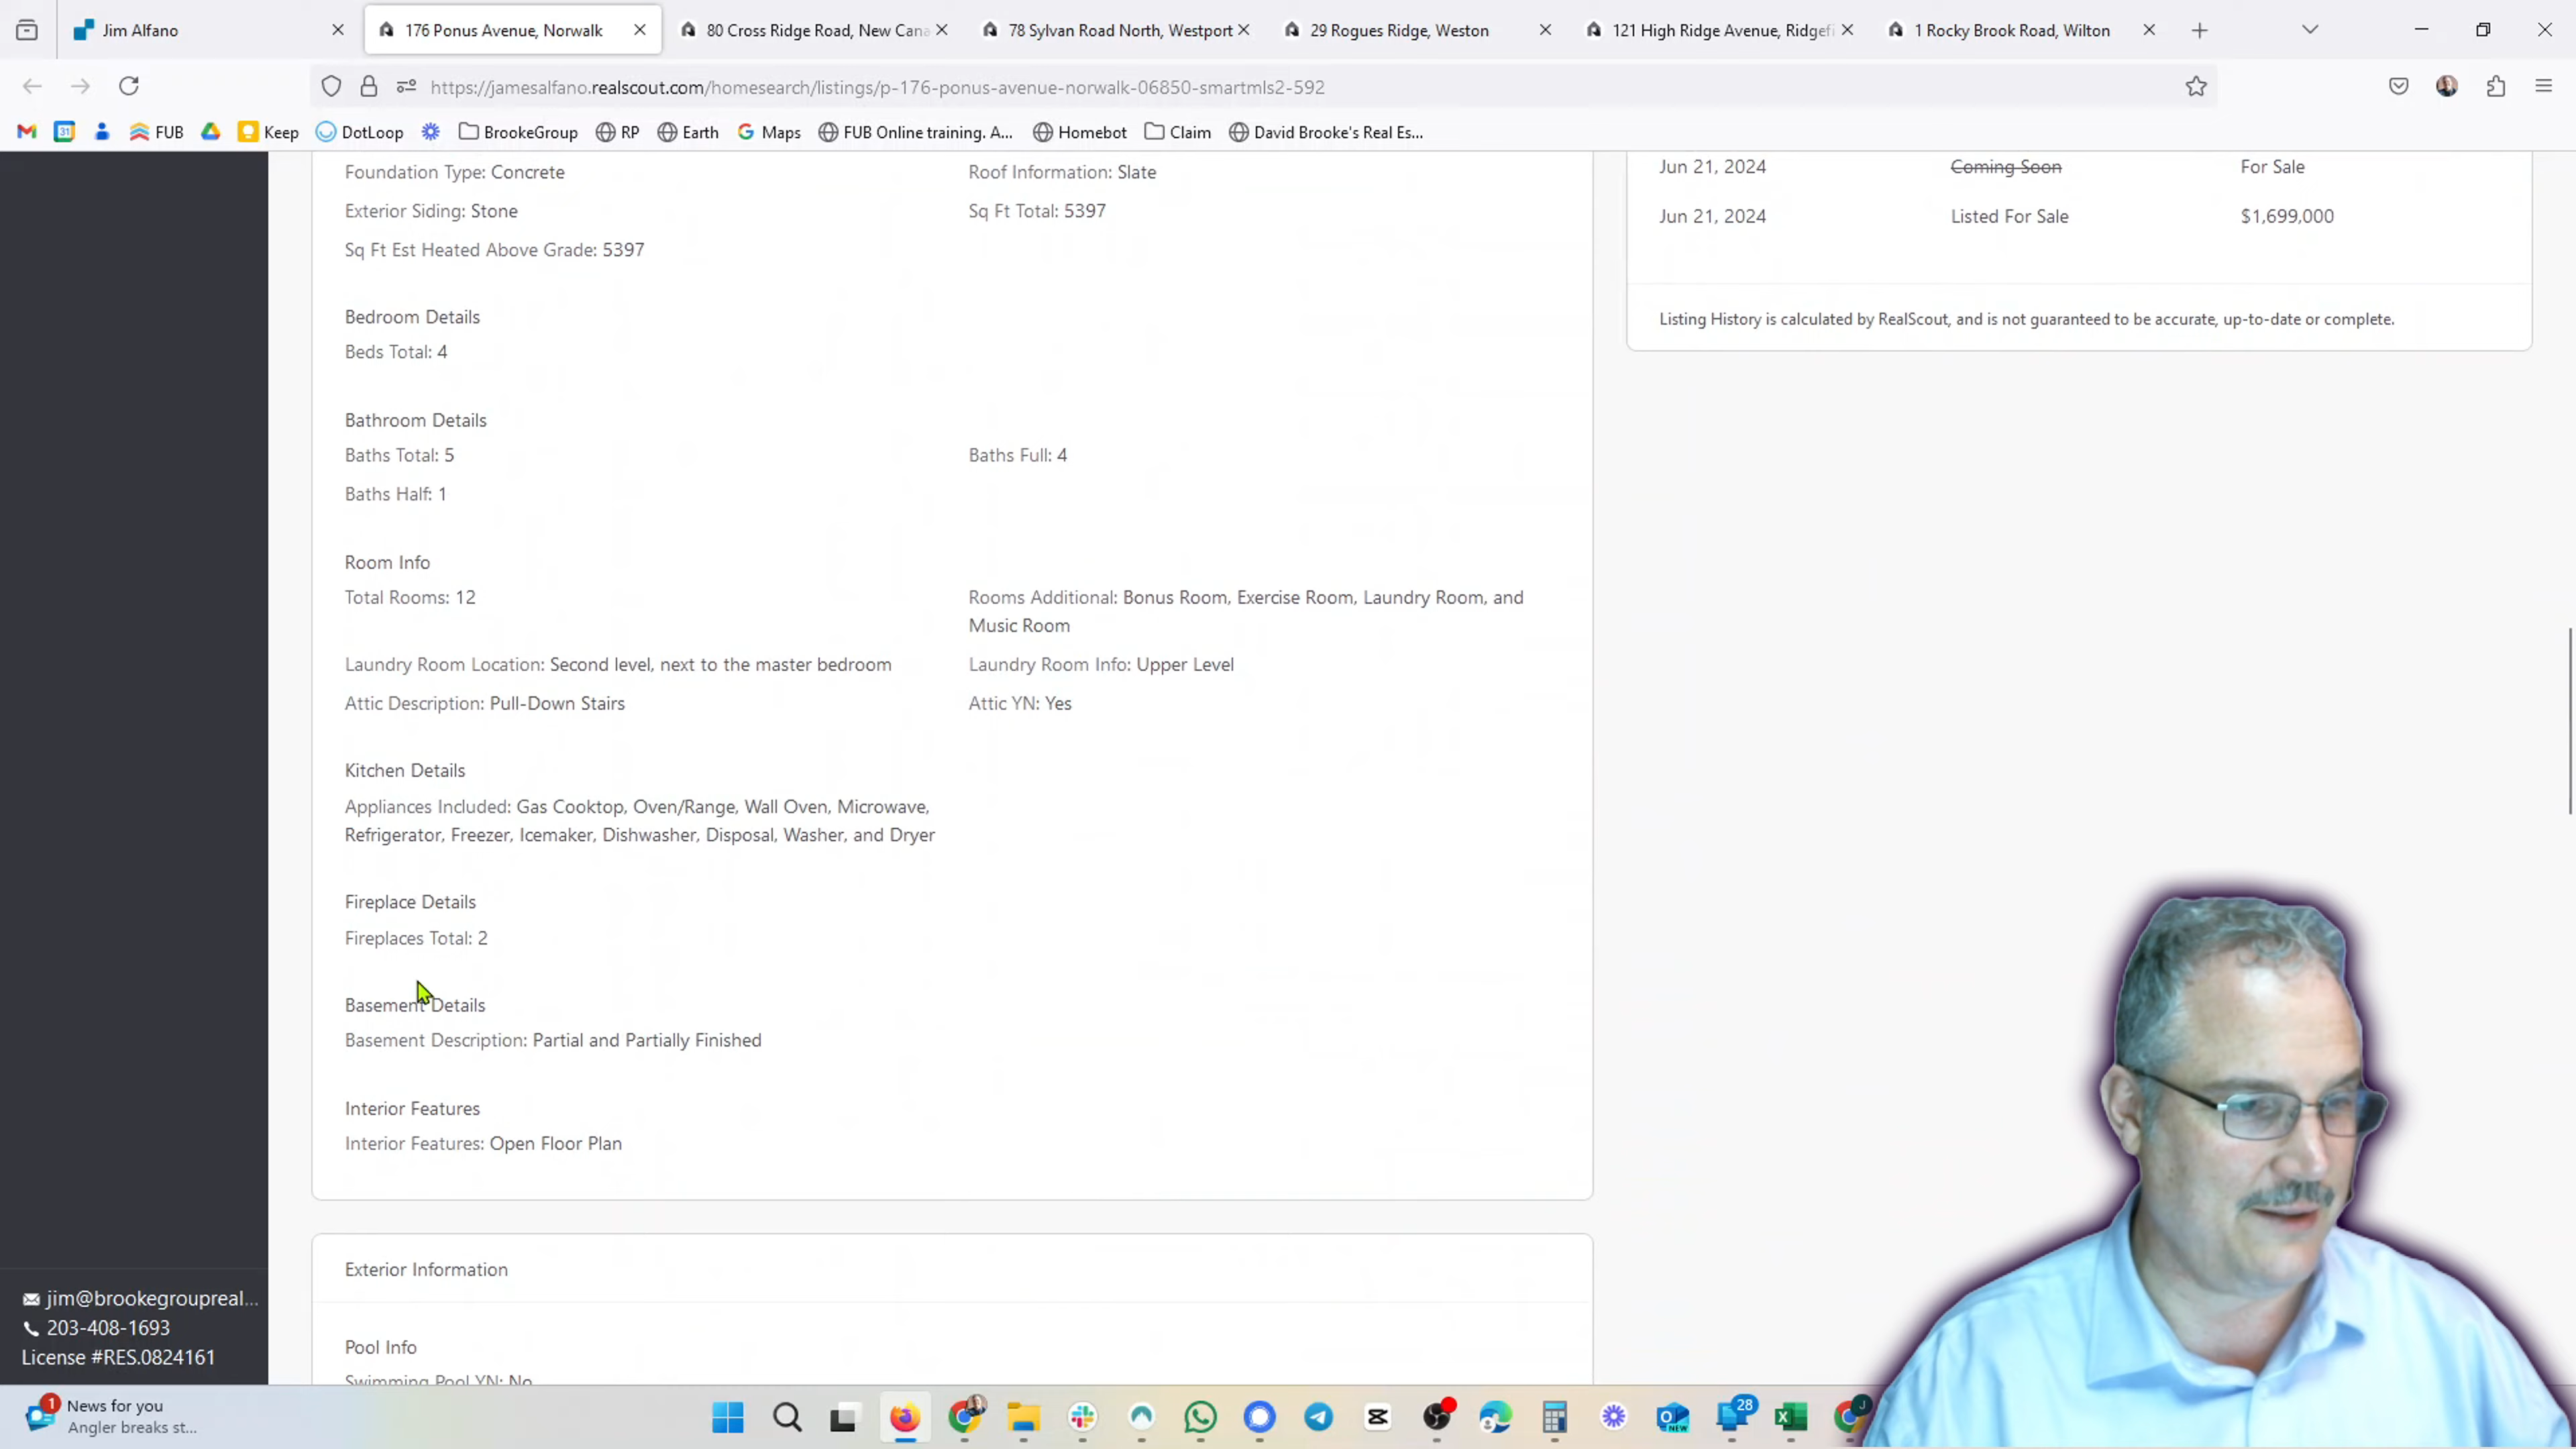 Jim Alfano
176 Ponus Avenue, Norwalk
80 Cross Ridge Road, New Cana
78 Sylvan Road North, Westport
29 Rogues Ridge, Weston
121 High Ridge Avenue, Ridgefi
1 Rocky Brook Road, Wilton
https://jamesalfano.realscout.com/homesearch/listings/p-176-ponus-avenue-norwalk-06850-smartmls2-592
31
FUB
Keep
DotLoop
BrookeGroup
RP
Earth
Maps
FUB Online training. A...
Homebot
Claim
David Brooke's Real Es...
Foundation Type: Concrete
Roof Information: Slate
Exterior Siding: Stone
Sq Ft Total: 5397
Sq Ft Est Heated Above Grade: 5397
Bedroom Details
Beds Total: 4
Bathroom Details
Baths Total: 5
Baths Full: 4
Baths Half: 1
Room Info
Total Rooms: 12
Rooms Additional: Bonus Room, Exercise Room, Laundry Room, and
Music Room
Laundry Room Location: Second level, next to the master bedroom
Laundry Room Info: Upper Level
Attic Description: Pull-Down Stairs
Attic YN: Yes
Kitchen Details
Appliances Included: Gas Cooktop, Oven/Range, Wall Oven, Microwave,
Refrigerator, Freezer, Icemaker, Dishwasher, Disposal, Washer, and Dryer
Fireplace Details
Fireplaces Total: 2
Basement Details
Basement Description: Partial and Partially Finished
Interior Features
Interior Features: Open Floor Plan
Exterior Information
Pool Info
Swimming Pool YN: No
Jun 21, 2024
Coming Soon
For Sale
Jun 21, 2024
Listed For Sale
$1,699,000
Listing History is calculated by RealScout, and is not guaranteed to be accurate, up-to-date or complete.
jim@brookegroupreal...
203-408-1693
License #RES.0824161
1
News for you
Angler breaks st...
NEW
28
J